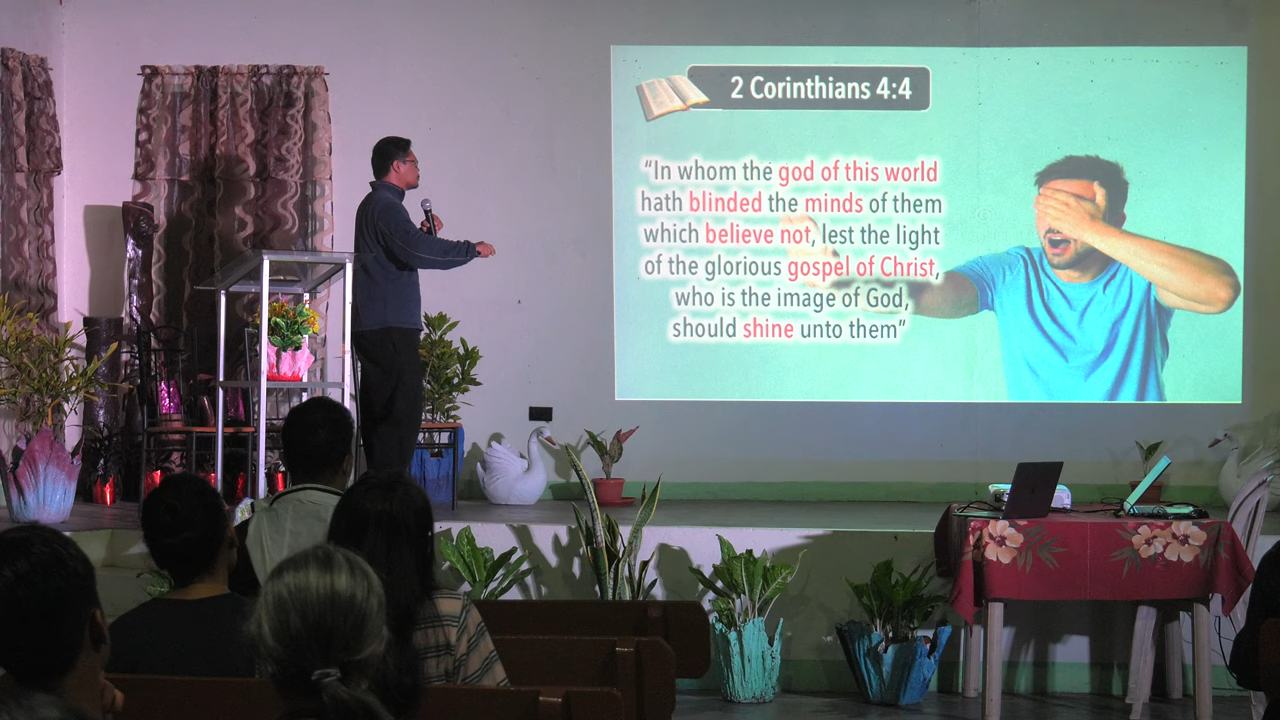 2 Corinthians 4:4
“In whom the god of this world
hath blinded the minds of them
which believe not, lest the light
of the glorious gospel of Christ,
who is the image of God,
should shine unto them”